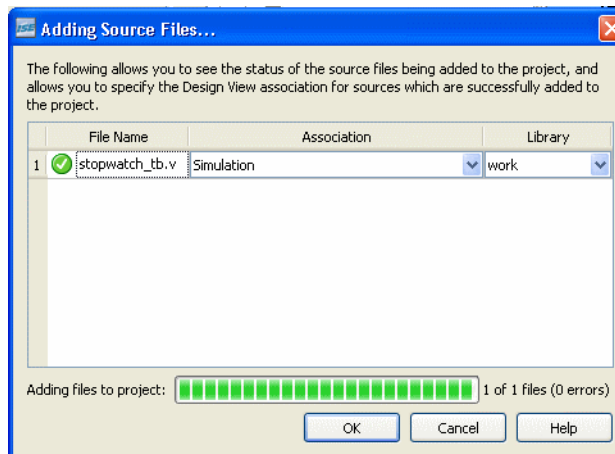 ISE Adding Source Files...
The following allows you to see the status of the source files being added to the project, and
allows you to specify the Design View association for sources which are successfully added to
the project.
File Name Association Library
1 stopwatch_tb.v Simulation work
Adding files to project: 1 of 1 files (0 errors)
OK Cancel Help